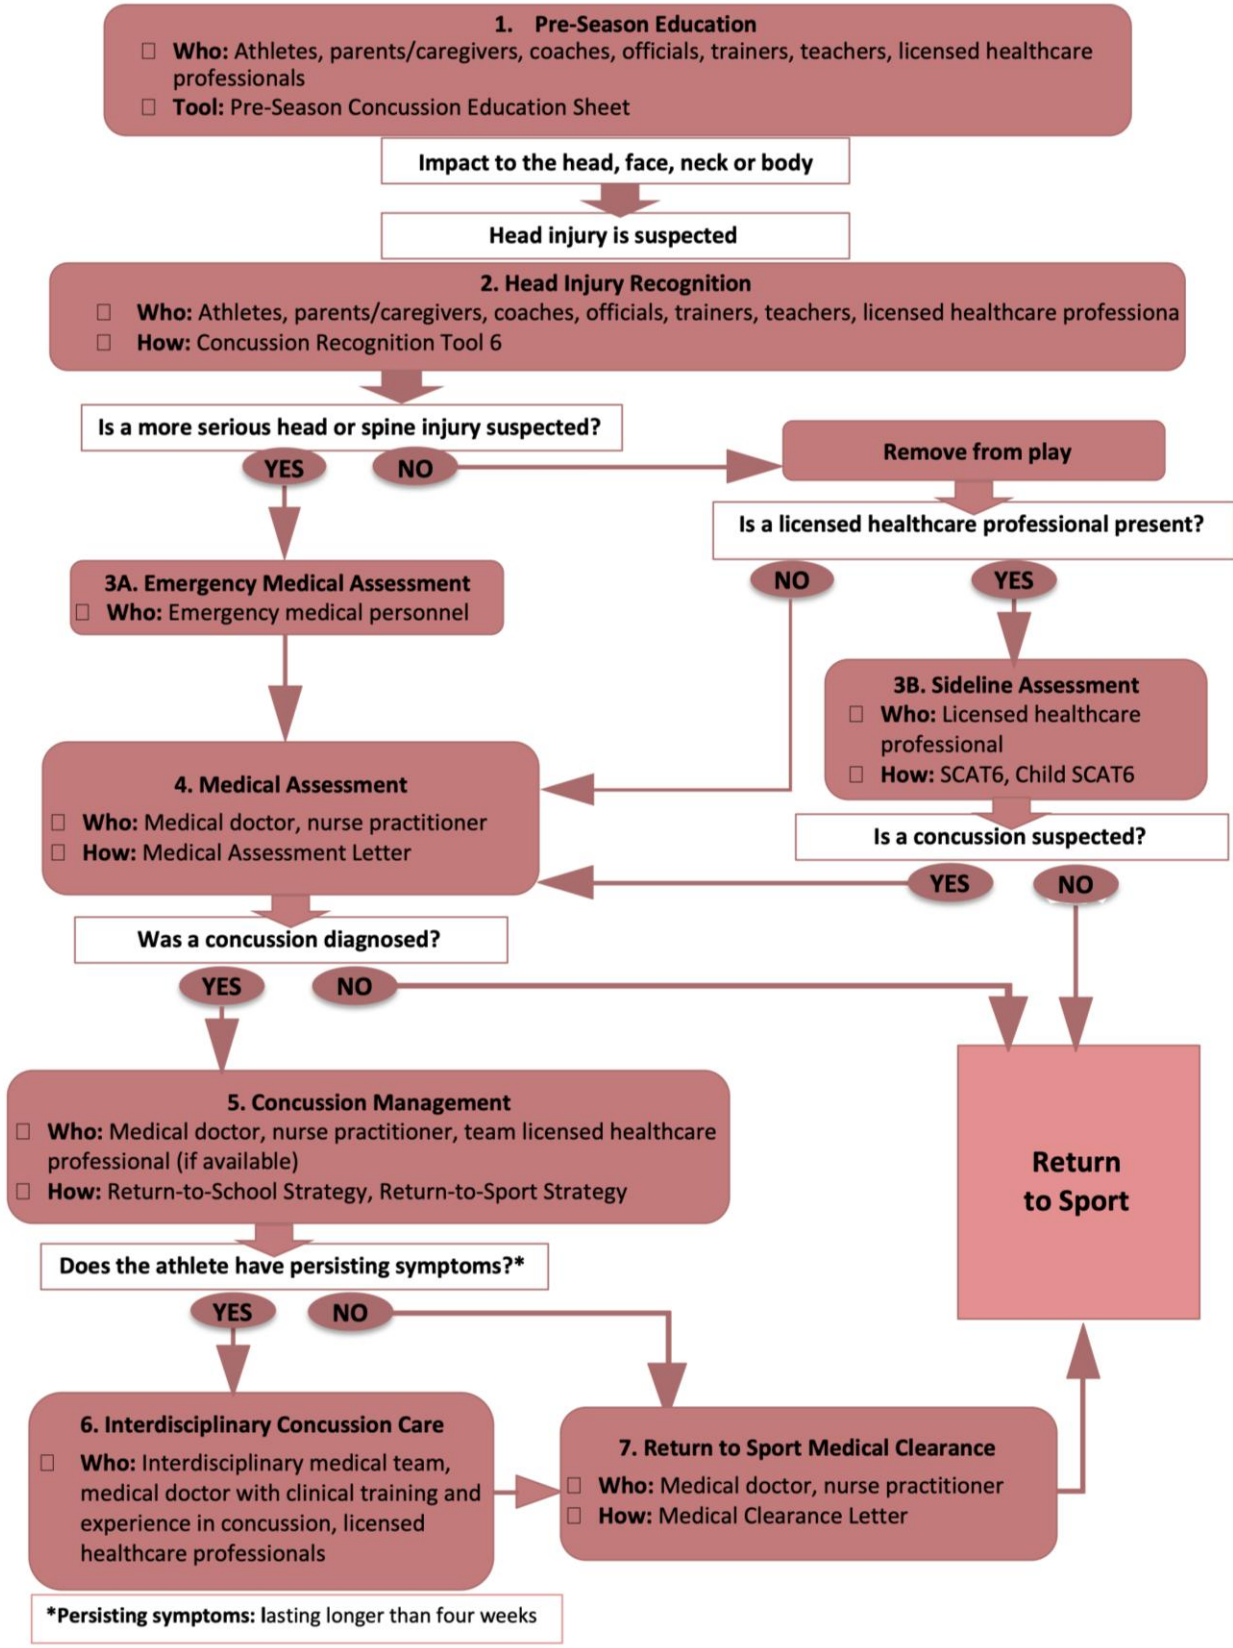 1. Pre-Season Education
☐ Who: Athletes, parents/caregivers, coaches, officials, trainers, teachers, licensed healthcare
professionals
☐ Tool: Pre-Season Concussion Education Sheet
Impact to the head, face, neck or body
Head injury is suspected
2. Head Injury Recognition
☐ Who: Athletes, parents/caregivers, coaches, officials, trainers, teachers, licensed healthcare professiona
☐ How: Concussion Recognition Tool 6
Is a more serious head or spine injury suspected?
YES
NO
Remove from play
Is a licensed healthcare professional present?
NO
YES
3A. Emergency Medical Assessment
☐ Who: Emergency medical personnel
3B. Sideline Assessment
☐ Who: Licensed healthcare
professional
☐ How: SCAT6, Child SCAT6
4. Medical Assessment
☐ Who: Medical doctor, nurse practitioner
☐ How: Medical Assessment Letter
Is a concussion suspected?
YES
NO
Was a concussion diagnosed?
YES
NO
5. Concussion Management
☐ Who: Medical doctor, nurse practitioner, team licensed healthcare
professional (if available)
☐ How: Return-to-School Strategy, Return-to-Sport Strategy
Return
to Sport
Does the athlete have persisting symptoms?*
YES
NO
6. Interdisciplinary Concussion Care
☐ Who: Interdisciplinary medical team,
medical doctor with clinical training and
experience in concussion, licensed
healthcare professionals
7. Return to Sport Medical Clearance
☐ Who: Medical doctor, nurse practitioner
☐ How: Medical Clearance Letter
*Persisting symptoms: lasting longer than four weeks